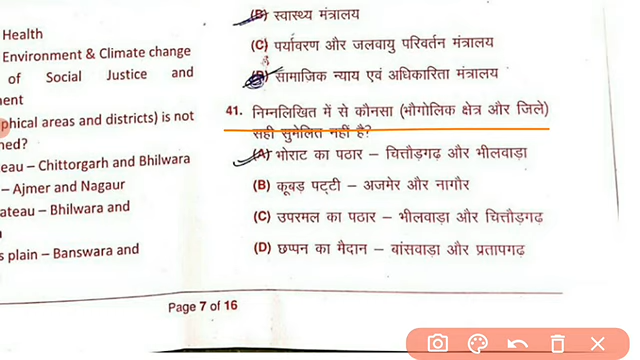 Health
Environment & Climate change
of Social Justice and
phical areas and districts) is not
eau – Chittorgarh and Bhilwara
– Ajmer and Nagaur
ateau – Bhilwara and
s plain – Banswara and
(B) स्वास्थ्य मंत्रालय
(C) पर्यावरण और जलवायु परिवर्तन मंत्रालय
(D) सामाजिक न्याय एवं अधिकारिता मंत्रालय
41. निम्नलिखित में से कौनसा (भौगोलिक क्षेत्र और जिले)
सही सुमेलित नहीं है?
(A) भोराट का पठार – चित्तौड़गढ़ और भीलवाड़ा
(B) कूबड़ पट्टी – अजमेर और नागौर
(C) उपरमल का पठार – भीलवाड़ा और चित्तौड़गढ़
(D) छप्पन का मैदान – बांसवाड़ा और प्रतापगढ़
Page 7 of 16